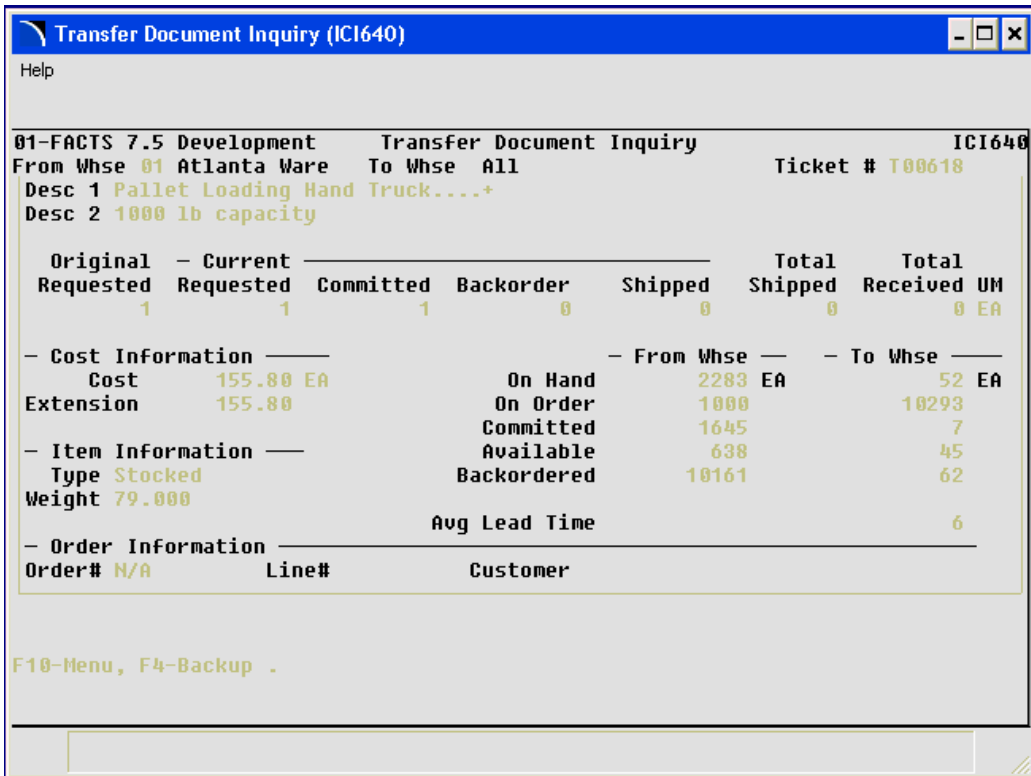 Transfer Document Inquiry (ICI640)
Help
01-FACTS 7.5 Development Transfer Document Inquiry ICI640
From Whse 01 Atlanta Ware To Whse All Ticket # T00618
Desc 1 Pallet Loading Hand Truck....+
Desc 2 1000 lb capacity
Original — Current Total Total
Requested Requested Committed Backorder Shipped Shipped Received UM
1 1 1 0 0 0 0 EA
— Cost Information — — From Whse — — To Whse —
Cost 155.80 EA On Hand 2283 EA 52 EA
Extension 155.80 On Order 1000 10293
Committed 1645 7
— Item Information — Available 638 45
Type Stocked Backordered 10161 62
Weight 79.000
Avg Lead Time 6
— Order Information —
Order# N/A Line# Customer
F10-Menu, F4-Backup .